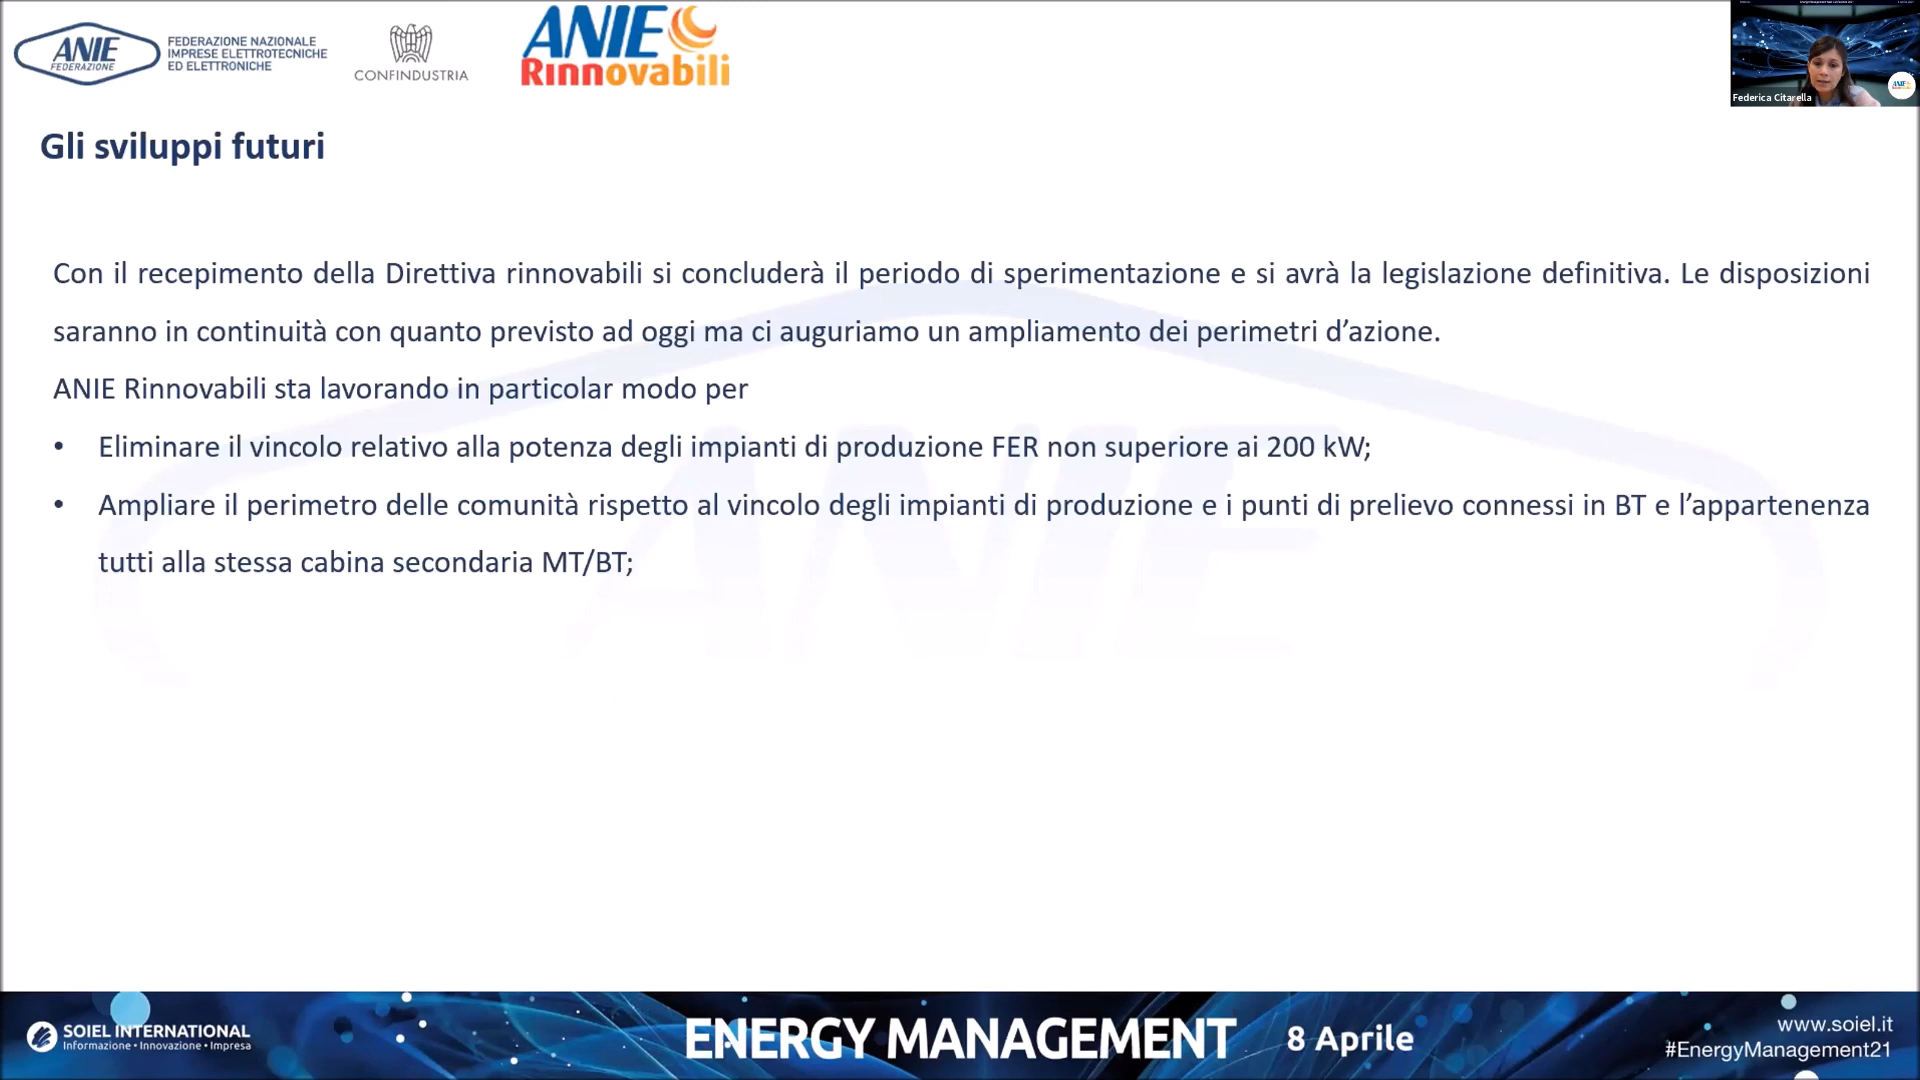 ANIE
FEDERAZIONE
FEDERAZIONE NAZIONALE
IMPRESE ELETTROTECNICHE
ED ELETTRONICHE
CONFINDUSTRIA
ANIE
Rinnovabili
Federica Citarella
Gli sviluppi futuri
Con il recepimento della Direttiva rinnovabili si concluderà il periodo di sperimentazione e si avrà la legislazione definitiva. Le disposizioni
saranno in continuità con quanto previsto ad oggi ma ci auguriamo un ampliamento dei perimetri d’azione.
ANIE Rinnovabili sta lavorando in particolar modo per
• Eliminare il vincolo relativo alla potenza degli impianti di produzione FER non superiore ai 200 kW;
• Ampliare il perimetro delle comunità rispetto al vincolo degli impianti di produzione e i punti di prelievo connessi in BT e l’appartenenza
tutti alla stessa cabina secondaria MT/BT;
ANIE
SOIEL INTERNATIONAL
Informazione • Innovazione • Impresa
ENERGY MANAGEMENT 8 Aprile
www.soiel.it
#EnergyManagement21